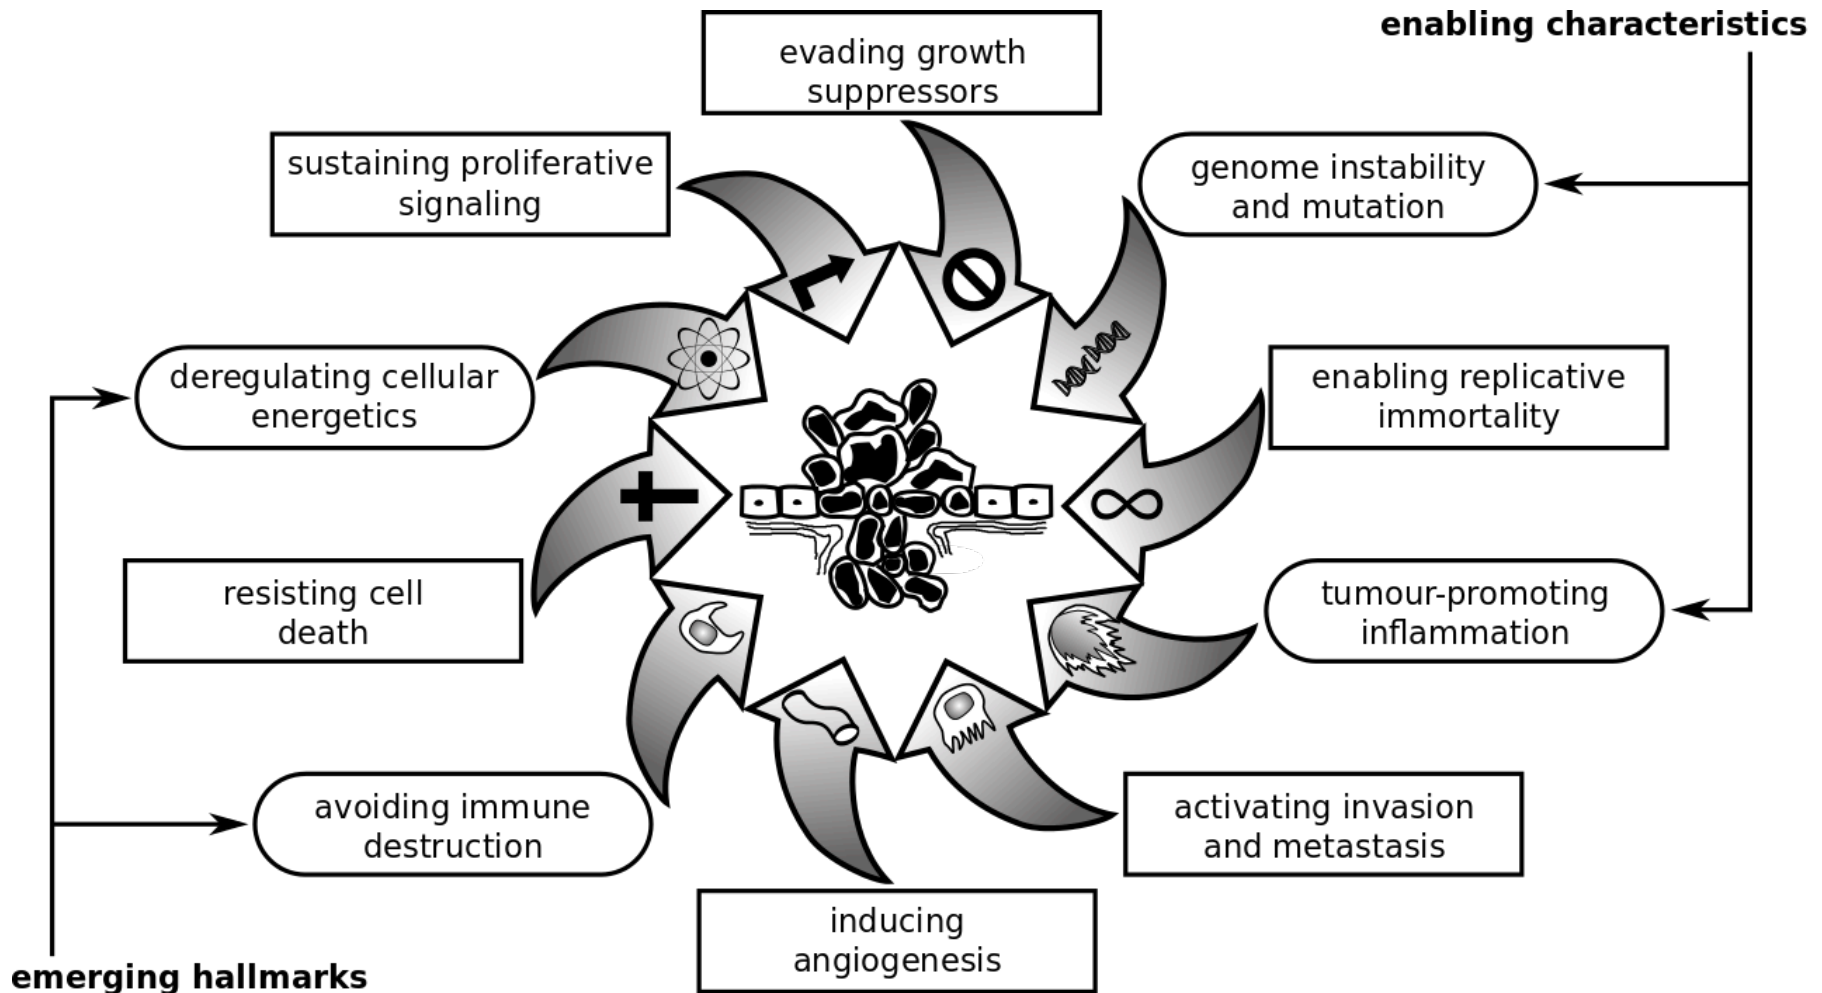 enabling characteristics
evading growth
suppressors
sustaining proliferative
signaling
genome instability
and mutation
deregulating cellular
energetics
enabling replicative
immortality
resisting cell
death
tumour-promoting
inflammation
avoiding immune
destruction
activating invasion
and metastasis
inducing
angiogenesis
emerging hallmarks